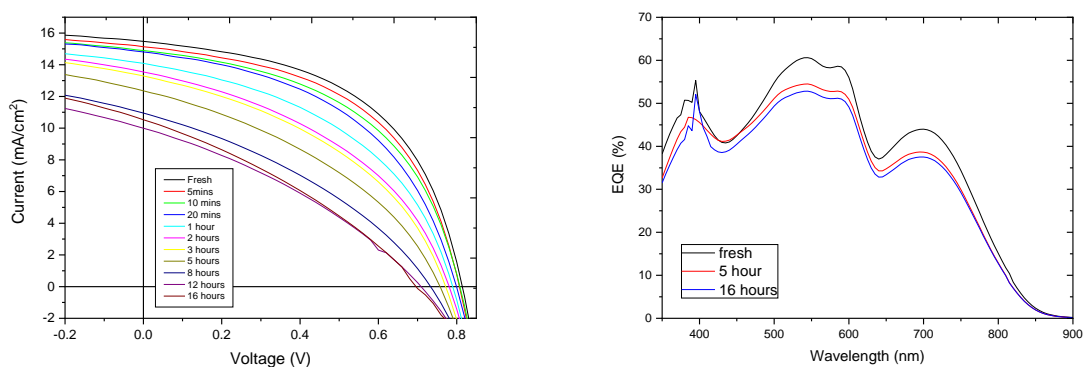 16
14
12
10
8
6
4
2
0
-2
-0.2
0.0
0.2
0.4
0.6
0.8
Current (mA/cm²)
Voltage (V)
Fresh
5mins
10 mins
20 mins
1 hour
2 hours
3 hours
5 hours
8 hours
12 hours
16 hours
70
60
50
40
30
20
10
0
400
500
600
700
800
900
EQE (%)
Wavelength (nm)
fresh
5 hour
16 hours